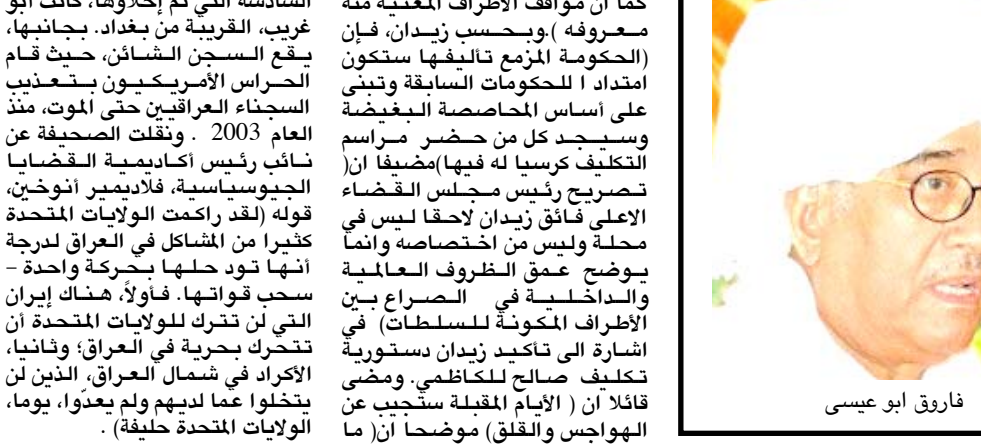 فاروق ابو عيسى
كما ان مواقف الاطراف المعنية منه
معروفه ).وبحسب زيدان، فإن
(الحكومة المزمع تأليفها ستكون
امتداد ا للحكومات السابقة وتبنى
على أساس المحاصصة البغيضة
وسيجد كل من حضر مراسم
التكليف كرسيا له فيها)مضيفا ان(
تصريح رئيس مجلس القضاء
الاعلى فائق زيدان لاحقا ليس في
محلة وليس من اختصاصه وانما
يوضح عمق الظروف العالمية
والداخلية في الصراع بين
الأطراف المكونة للسلطات) في
اشارة الى تأكيد زيدان دستورية
تكليف صالح للكاظمي. ومضى
قائلا ان ( الأيام المقبلة ستجيب عن
الهواجس والقلق) موضحا ان( ما
السادسة التي تم إخلاؤها، كانت أبو
غريب، القريبة من بغداد. بجانبها،
يقع السجن الشائن، حيث قام
الحراس الأمريكيون بتعذيب
السجناء العراقيين حتى الموت، منذ
العام 2003 . ونقلت الصحيفة عن
نائب رئيس أكاديمية القضايا
الجيوسياسية، فلاديمير أنوخين،
قوله (لقد راكمت الولايات المتحدة
كثيرا من المشاكل في العراق لدرجة
أنها تود حلها بحركة واحدة –
سحب قواتها. فأولاً، هناك إيران
التي لن تترك للولايات المتحدة أن
تتحرك بحرية في العراق؛ وثانيا،
الأكراد في شمال العراق، الذين لن
يتخلوا عما لديهم ولم يعدّوا، يوما،
الولايات المتحدة حليفة) .